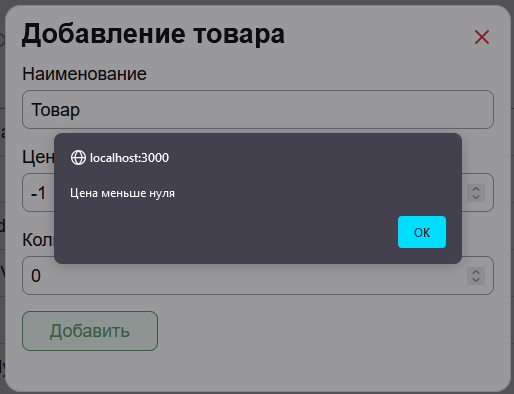 Добавление товара
Наименование
Товар
localhost:3000
Цена меньше нуля
OK
-1
0
Добавить